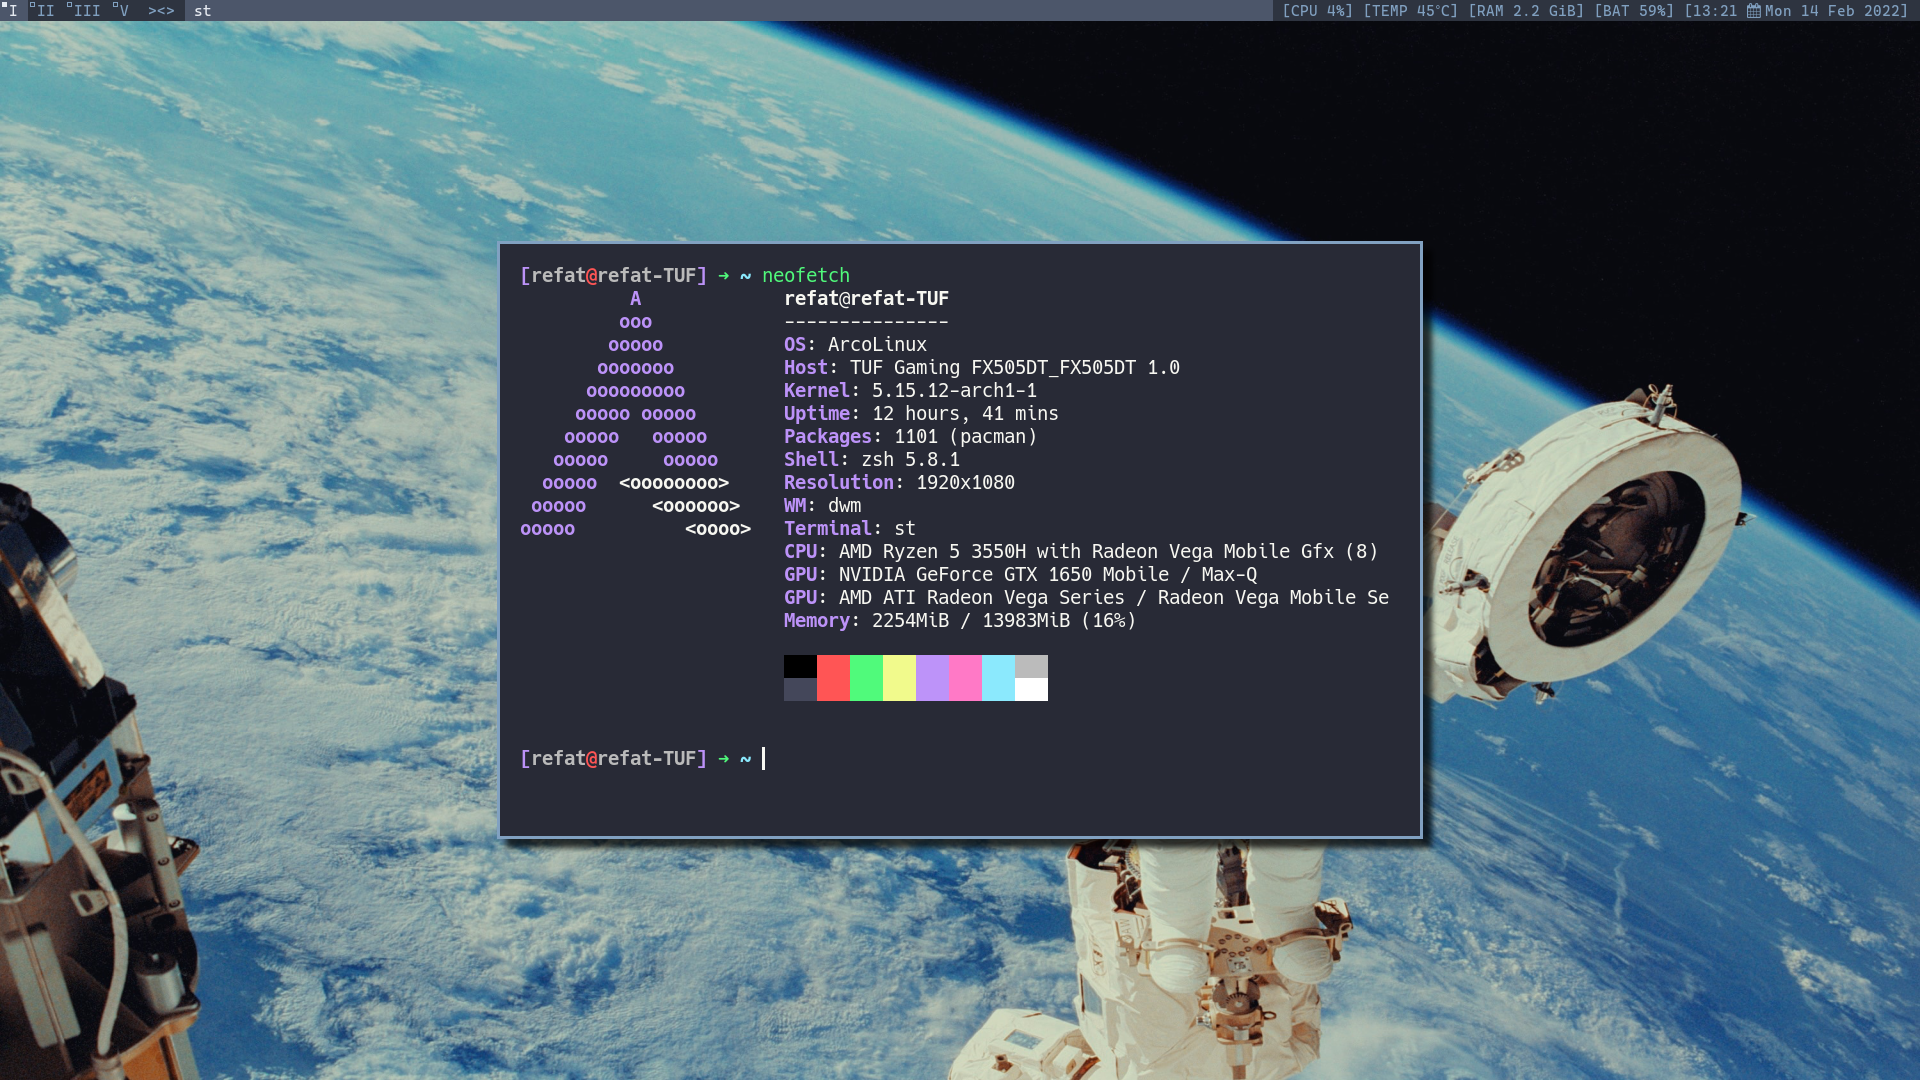 I II III V ><> st [CPU 4%] [TEMP 45°C] [RAM 2.2 GiB] [BAT 59%] [13:21 Mon 14 Feb 2022]
[refat@refat-TUF] ➜ ~ neofetch
A refat@refat-TUF
ooo ---------------
ooooo OS: ArcoLinux
ooooooo Host: TUF Gaming FX505DT_FX505DT 1.0
ooooooooo Kernel: 5.15.12-arch1-1
ooooo ooooo Uptime: 12 hours, 41 mins
ooooo ooooo Packages: 1101 (pacman)
ooooo ooooo Shell: zsh 5.8.1
ooooo <oooooooo> Resolution: 1920x1080
ooooo <oooooo> WM: dwm
ooooo <oooo> Terminal: st
CPU: AMD Ryzen 5 3550H with Radeon Vega Mobile Gfx (8)
GPU: NVIDIA GeForce GTX 1650 Mobile / Max-Q
GPU: AMD ATI Radeon Vega Series / Radeon Vega Mobile Se
Memory: 2254MiB / 13983MiB (16%)
[refat@refat-TUF] ➜ ~